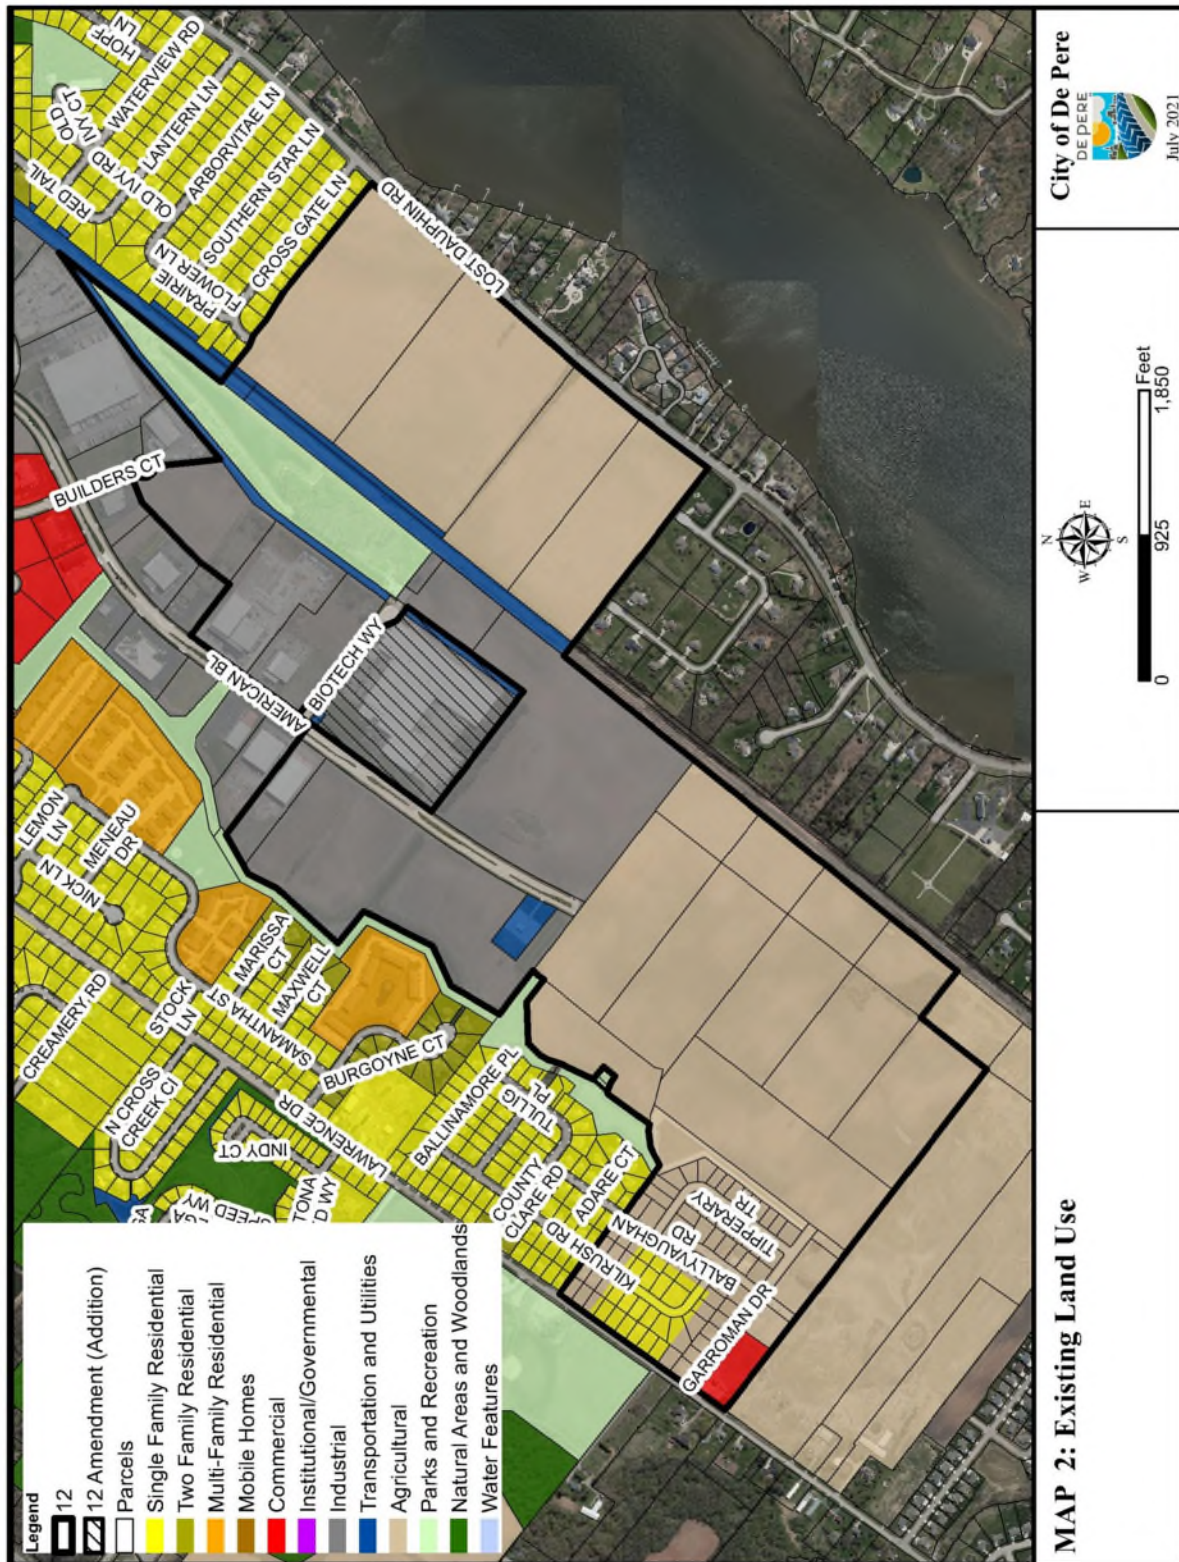 HOPF
LN
OLD
IVY CT
WATERVIEW RD
RED TAIL
OLD IVY RD
LANTERN LN
ARBORVITAE LN
SOUTHERN STAR LN
PRAIRIE
FLOWER LN
CROSS GATE LN
LOST DAUPHIN RD
BUILDERS CT
AMERICAN BL
BIOTECH WY
LEMON
LN
NICK LN
MENEAU
DR
CREAMERY RD
STOCK
LN
MARISSA
CT
SAMANTHA ST
MAXWELL
CT
N CROSS
CREEK CI
BURGOYNE CT
INDY CT
LAWRENCE DR
BALLINAMORE PL
TULLIG
PL
COUNTY
CLARE RD
ADARE CT
KILRUSH RD
BALLYVAUGHAN
RD
TIPPERARY
TR
GARROMAN DR
GA
SPEED WY
TONA
D WY
Legend
12
12 Amendment (Addition)
Parcels
Single Family Residential
Two Family Residential
Multi-Family Residential
Mobile Homes
Commercial
Institutional/Governmental
Industrial
Transportation and Utilities
Agricultural
Parks and Recreation
Natural Areas and Woodlands
Water Features
MAP 2: Existing Land Use
N
W
E
S
0
925
1,850
Feet
City of De Pere
DE PERE
July 2021